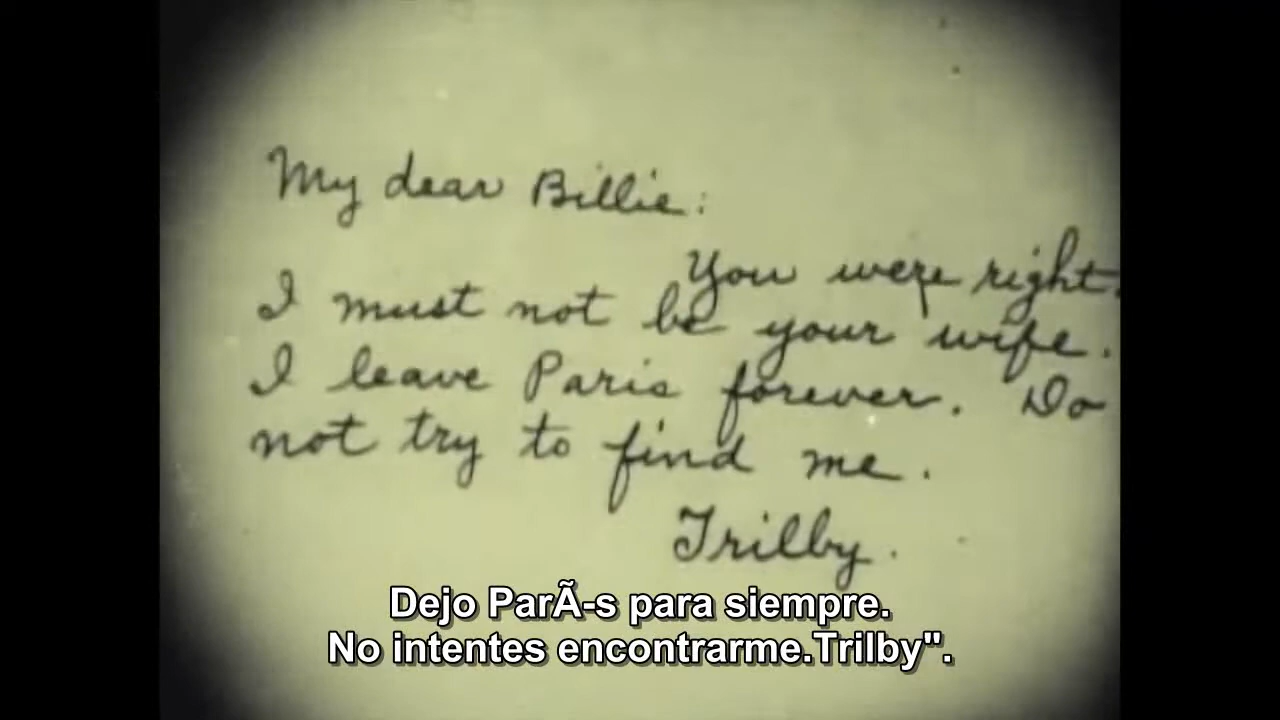 My dear Billie:
You were right.
I must not be your wife.
I leave Paris forever. Do
not try to find me.
Trilby.
Dejo ParÃ-s para siempre.
No intentes encontrarme.Trilby".